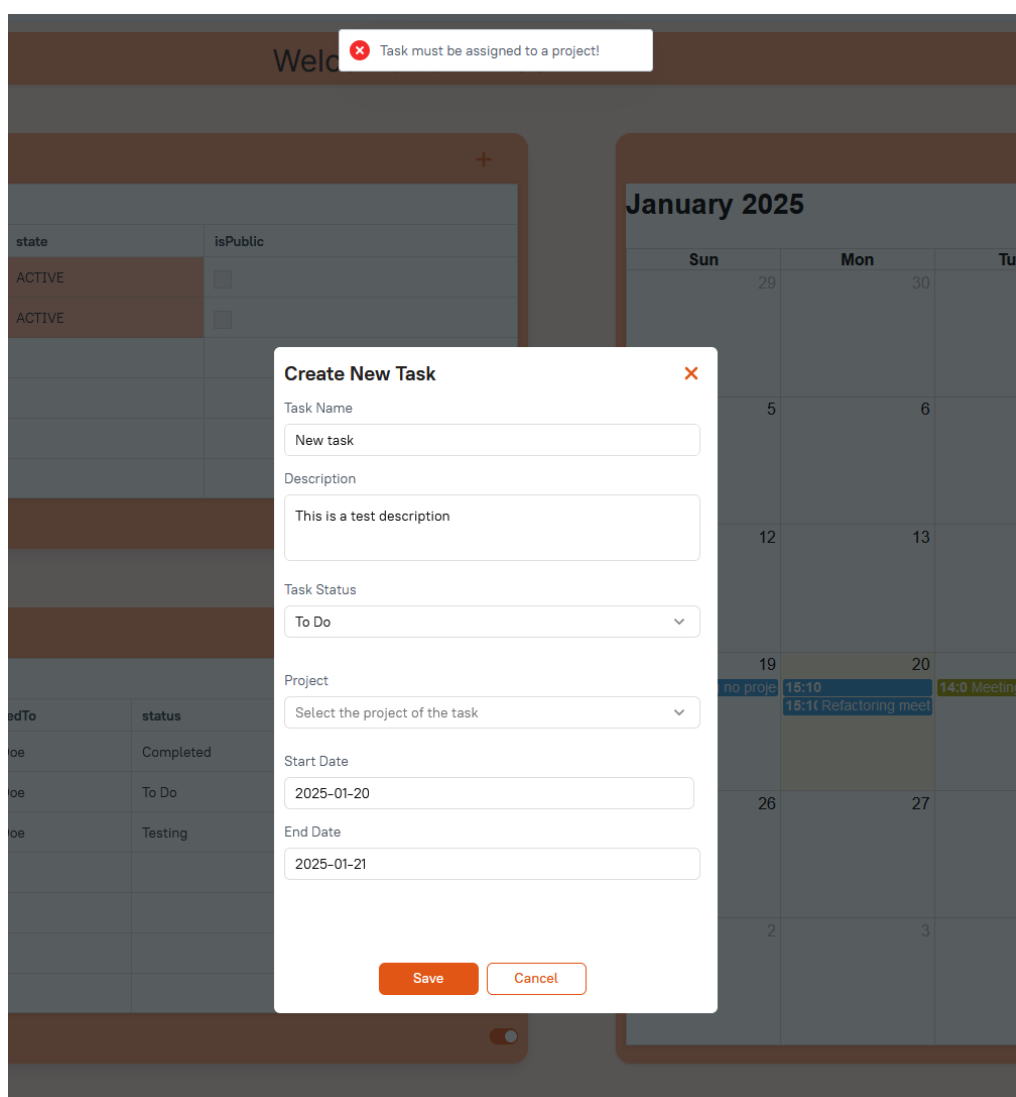 Task must be assigned to a project!
Welc
January 2025
state isPublic
Sun Mon Tu
ACTIVE
29 30
ACTIVE
Create New Task
Task Name
5 6
New task
Description
This is a test description
12 13
Task Status
To Do
19 20
Project
no proje 15:10 14:0 Meeting
edTo status
Select the project of the task
15:1( Refactoring meet
oe Completed
Start Date
oe To Do
2025-01-20
26 27
oe Testing
End Date
2025-01-21
2 3
Save Cancel